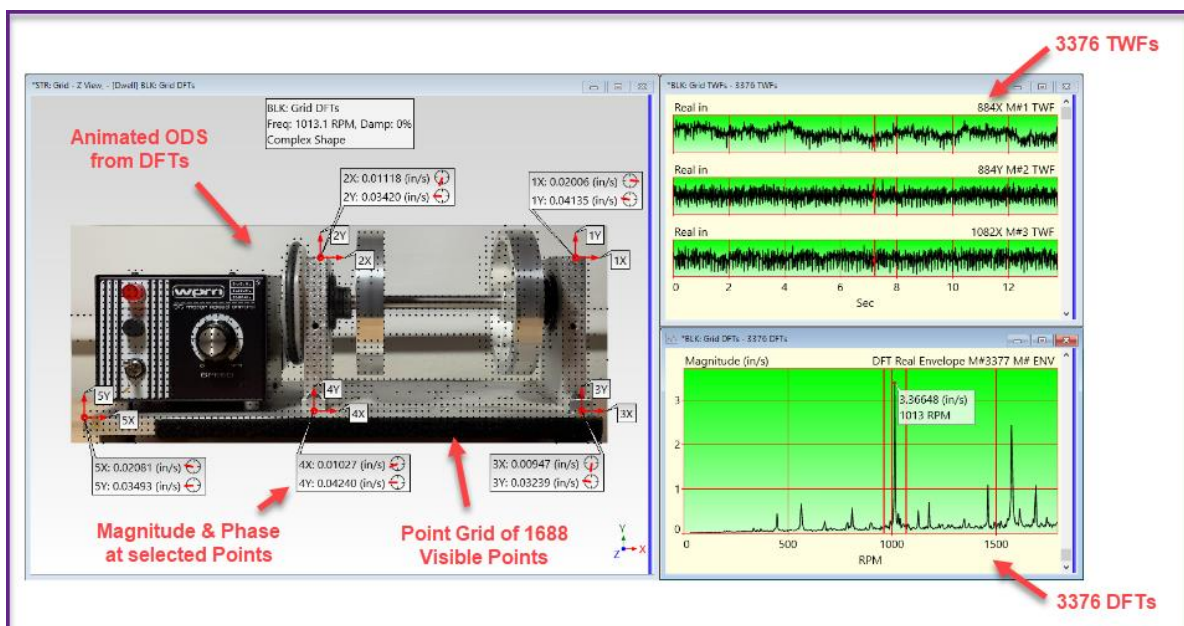 3376 TWFs
*STR: Grid - Z View_ - [Dwell] BLK: Grid DFTs
BLK: Grid DFTs
Freq: 1013.1 RPM, Damp: 0%
Complex Shape
Animated ODS
from DFTs
2X: 0.01118 (in/s)
2Y: 0.03420 (in/s)
1X: 0.02006 (in/s)
1Y: 0.04135 (in/s)
2Y
2X
1Y
1X
wpm
SPEED
4Y
4X
3Y
3X
5Y
5X
5X: 0.02081 (in/s)
5Y: 0.03493 (in/s)
4X: 0.01027 (in/s)
4Y: 0.04240 (in/s)
3X: 0.00947 (in/s)
3Y: 0.03239 (in/s)
Magnitude & Phase
at selected Points
Point Grid of 1688
Visible Points
Y
Z X
*BLK: Grid TWFs - 3376 TWFs
Real in 884X M#1 TWF
Real in 884Y M#2 TWF
Real in 1082X M#3 TWF
0 2 4 6 8 10 12
Sec
*BLK: Grid DFTs - 3376 DFTs
Magnitude (in/s) DFT Real Envelope M#3377 M# ENV
3
2
1
0
3.36648 (in/s)
1013 RPM
0 500 1000 1500
RPM
3376 DFTs